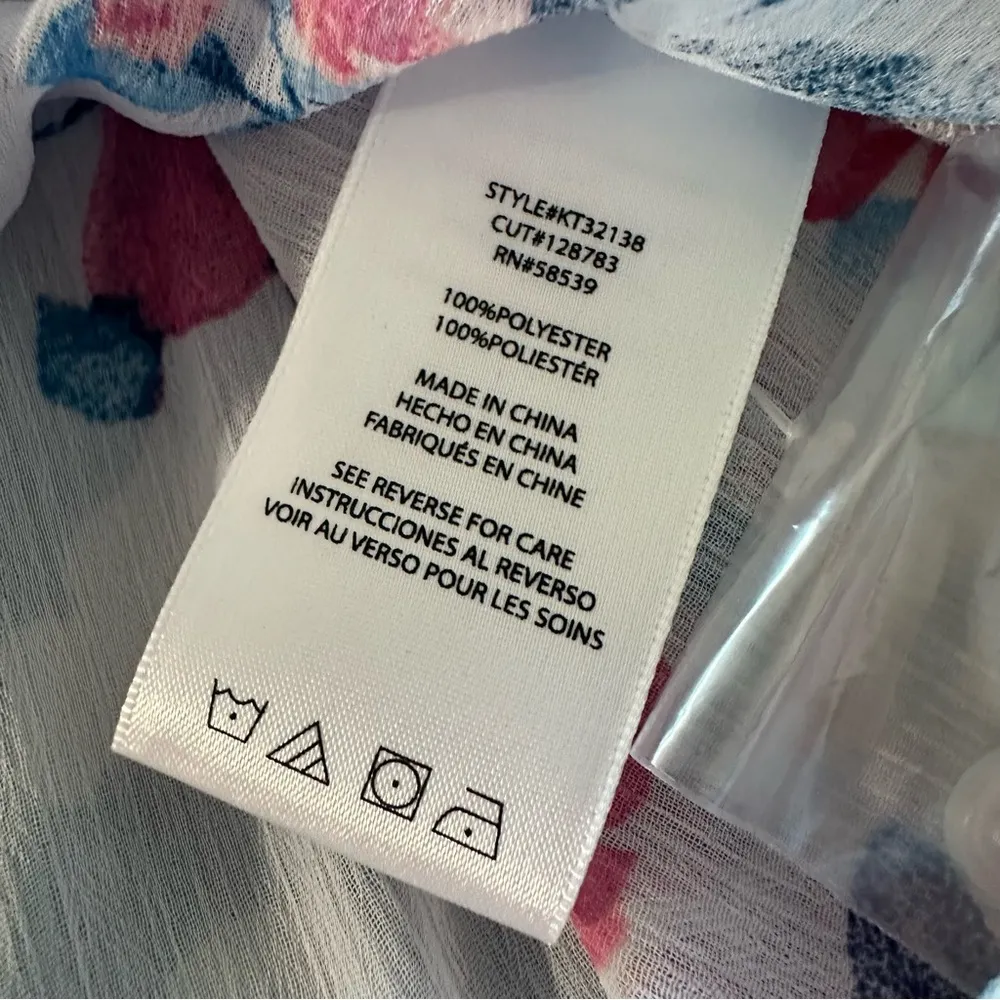 STYLE#KT32138
CUT#128783
RN#58539
100%POLYESTER
100%POLIESTÉR
MADE IN CHINA
HECHO EN CHINA
FABRIQUÉS EN CHINE
SEE REVERSE FOR CARE
INSTRUCCIONES AL REVERSO
VOIR AU VERSO POUR LES SOINS